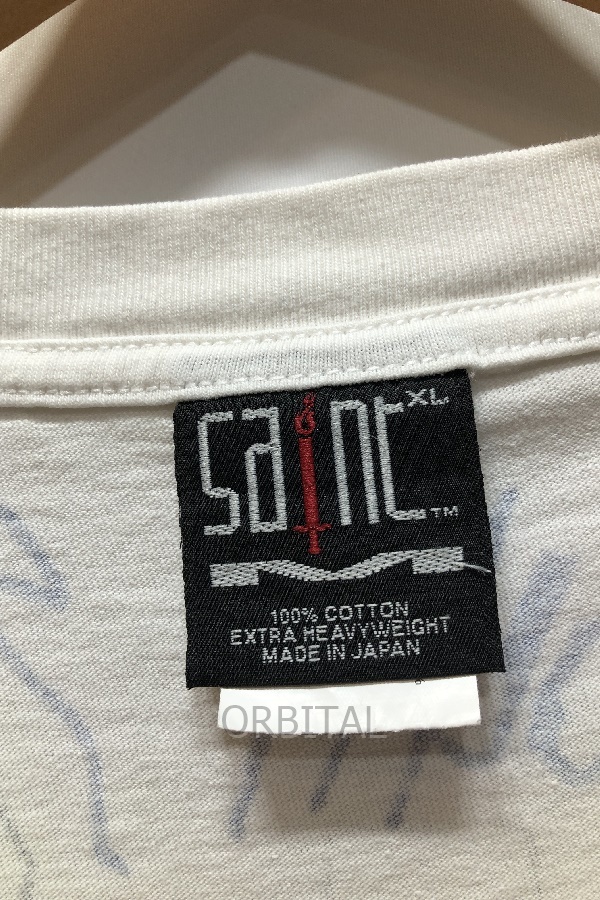 saint XL
TM
100% COTTON
EXTRA HEAVYWEIGHT
MADE IN JAPAN
ORBITAL